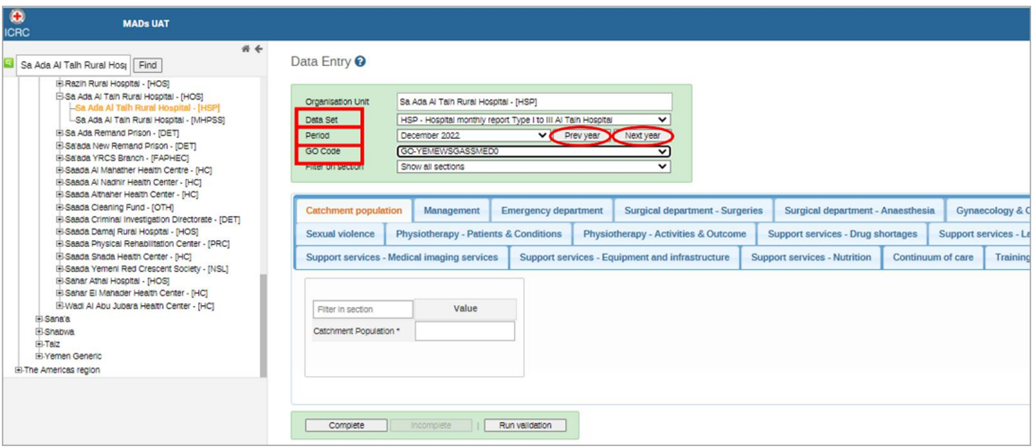 ICRC
MADs UAT
Sa Ada Al Talh Rural Hosp
Find
Razih Rural Hospital - [HOS]
Sa Ada Al Talh Rural Hospital - [HOS]
Sa Ada Al Talh Rural Hospital - [HSP]
Sa Ada Al Talh Rural Hospital - [MHPSS]
Sa Ada Remand Prison - [DET]
Sa'ada New Remand Prison - [DET]
Sa'ada YRCS Branch - [FAPHEC]
Saada Al Manather Health Centre - [HC]
Saada Al Nadhir Health Center - [HC]
Saada Althaher Health Center - [HC]
Saada Cleaning Fund - [OTH]
Saada Criminal Investigation Directorate - [DET]
Saada Damaj Rural Hospital - [HOS]
Saada Physical Rehabilitation Center - [PRC]
Saada Shada Health Center - [HC]
Saada Yemeni Red Crescent Society - [NSL]
Sahar Athai Hospital - [HOS]
Sahar El Mahader Health Center - [HC]
Wadi Al Abu Jubara Health Center - [HC]
Sana'a
Shabwa
Taiz
Yemen Generic
The Americas region
Data Entry
Organisation Unit
Sa Ada Al Talh Rural Hospital - [HSP]
Data Set
HSP - Hospital monthly report Type I to III Al Talh Hospital
Period
December 2022
Prev year
Next year
GO Code
GO-YEMEWSGASSMED0
Filter on section
Show all sections
Catchment population
Management
Emergency department
Surgical department - Surgeries
Surgical department - Anaesthesia
Gynaecology &
Sexual violence
Physiotherapy - Patients & Conditions
Physiotherapy - Activities & Outcome
Support services - Drug shortages
Support services - Le
Support services - Medical imaging services
Support services - Equipment and infrastructure
Support services - Nutrition
Continuum of care
Training
Filter in section
Value
Catchment Population *
Complete
Incomplete
|
Run validation